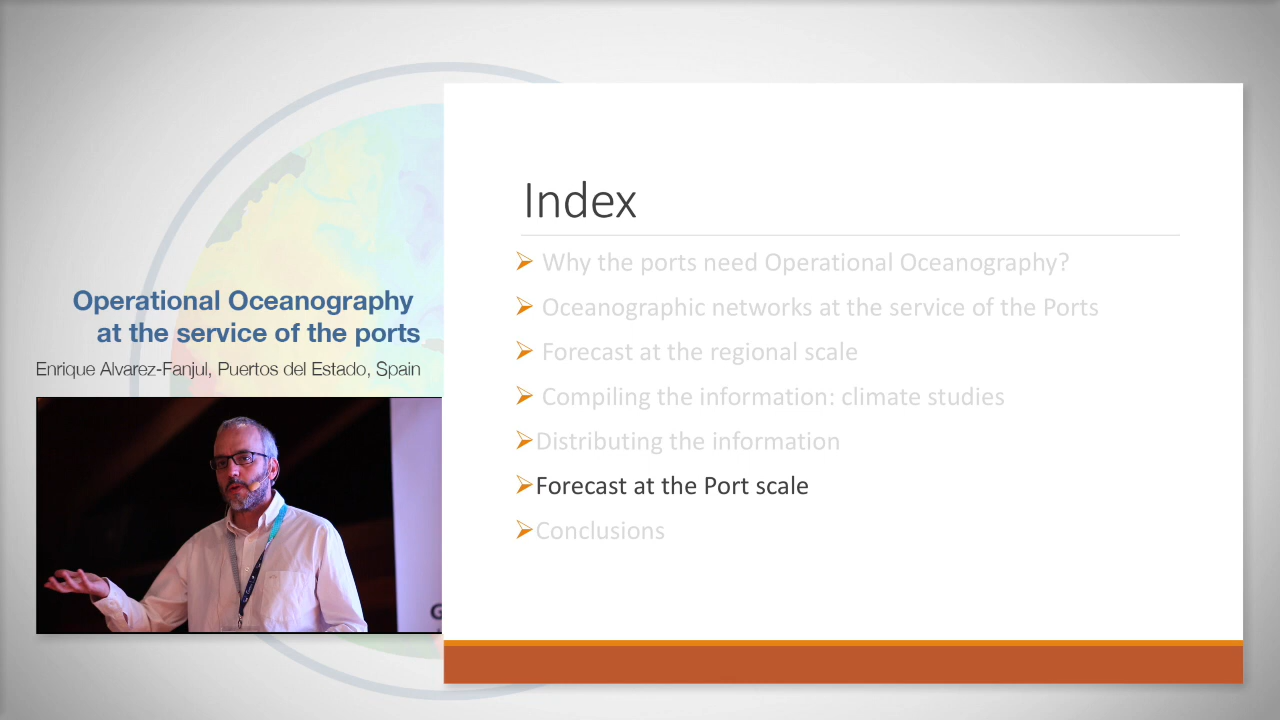 Operational Oceanography
at the service of the ports
Enrique Alvarez-Fanjul, Puertos del Estado, Spain
Index
Why the ports need Operational Oceanography?
Oceanographic networks at the service of the Ports
Forecast at the regional scale
Compiling the information: climate studies
Distributing the information
Forecast at the Port scale
Conclusions